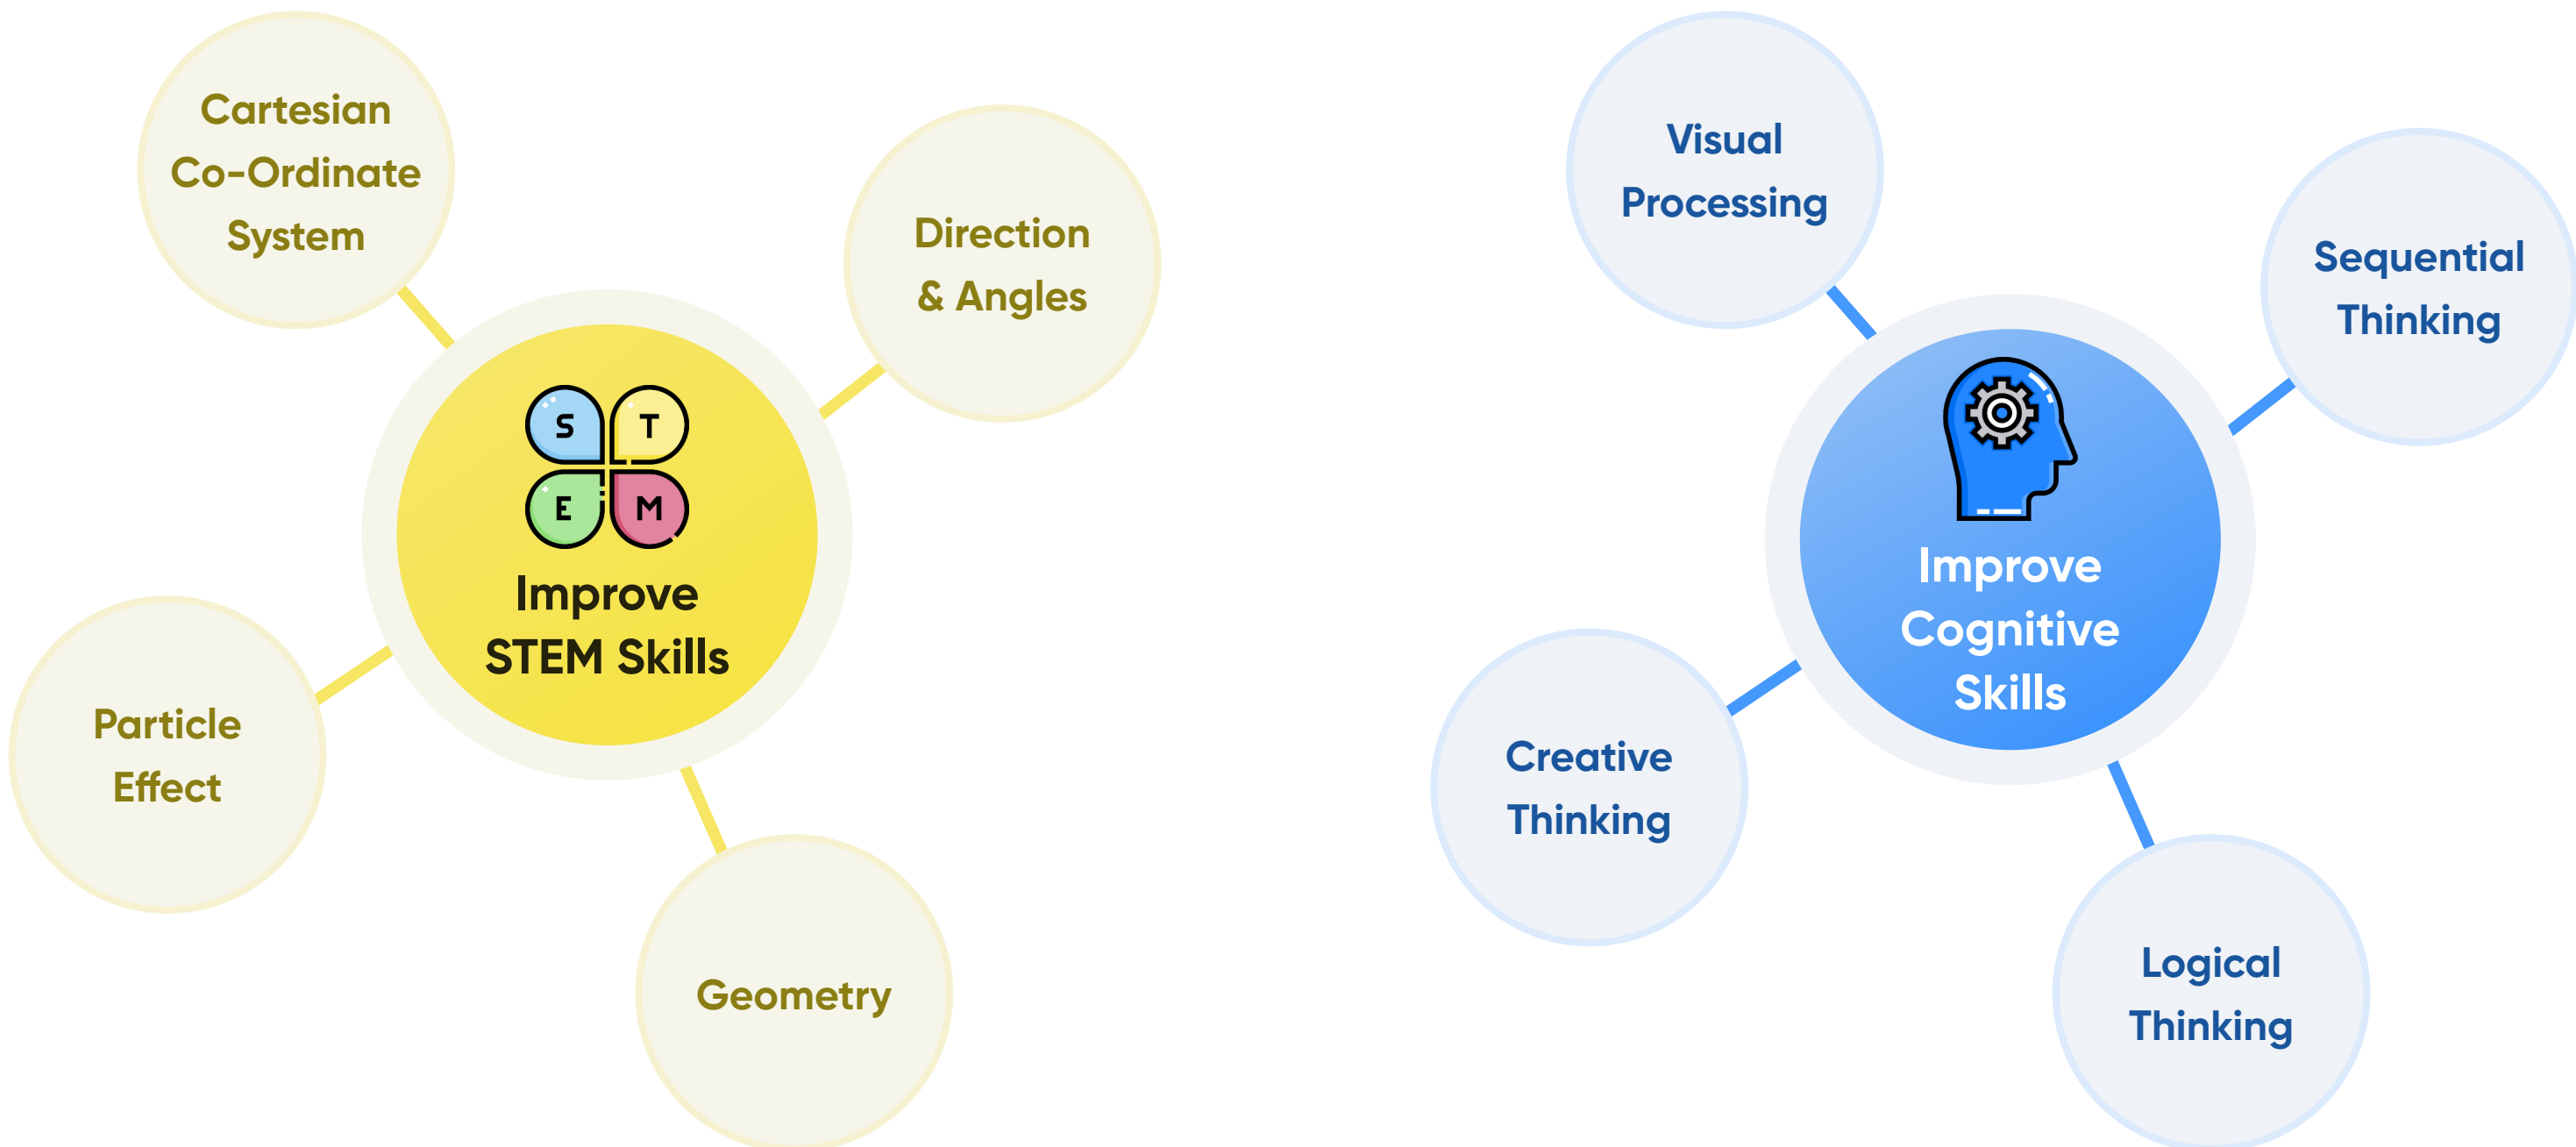 Cartesian
Co-Ordinate
System
Direction
& Angles
S T
E M
Improve
STEM Skills
Particle
Effect
Geometry
Visual
Processing
Sequential
Thinking
Improve
Cognitive
Skills
Creative
Thinking
Logical
Thinking